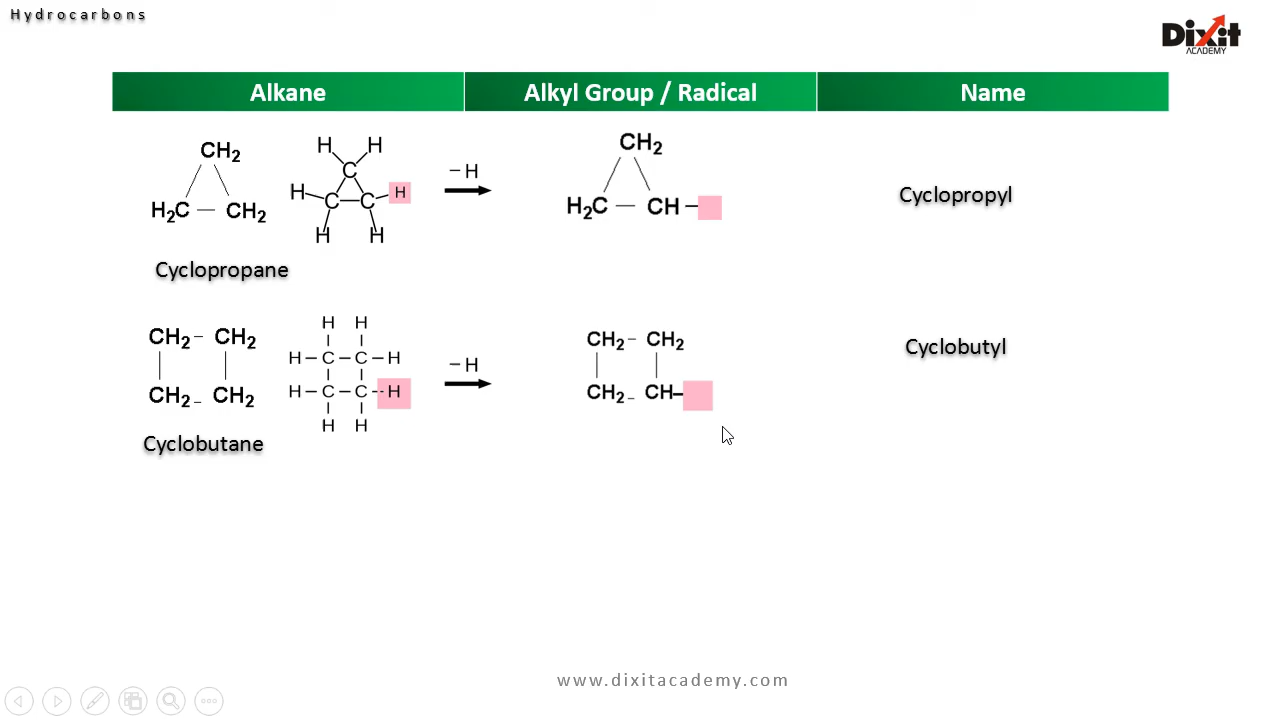 Hydrocarbons
Dixit
ACADEMY
Alkane
Alkyl Group / Radical
Name
CH2
H2C – CH2
H H
C
H C C H
H H
– H
CH2
H2C – CH –
Cyclopropyl
Cyclopropane
CH2 – CH2
CH2 – CH2
H H
H – C – C – H
H – C – C -- H
H H
– H
CH2 – CH2
CH2 – CH –
Cyclobutyl
Cyclobutane
www.dixitacademy.com